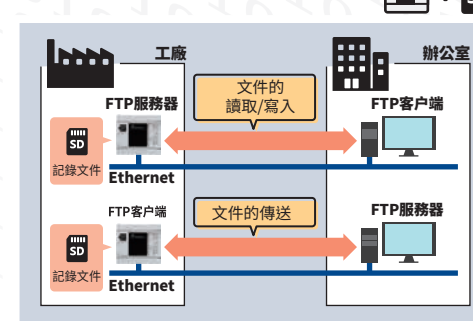 工廠
辦公室
文件的
讀取/寫入
FTP服務器
FTP客户端
SD
記錄文件
Ethernet
FTP客户端
文件的傳送
FTP服務器
SD
記錄文件
Ethernet